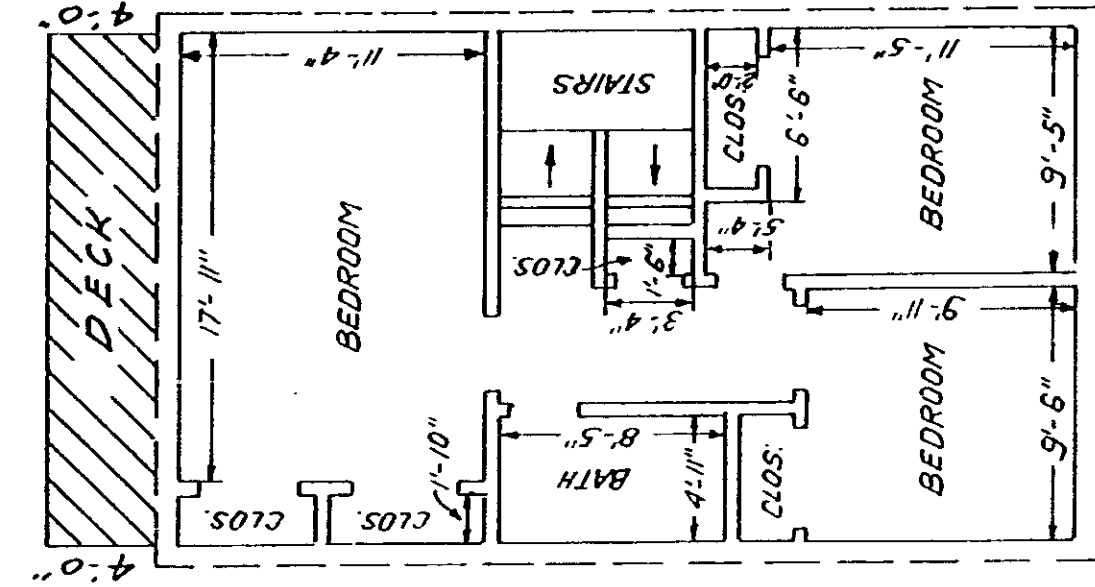 4'-0"
DECK
4'-0"
11'-4"
17'-11"
BEDROOM
CLOS.
CLOS.
1'-10"
STAIRS
CLOS.
1'-6"
3'-4"
CLOS.
2'-0"
6'-6"
5'-4"
11'-5"
BEDROOM
9'-5"
8'-5"
BATH
4'-11"
CLOS.
9'-11"
BEDROOM
9'-6"